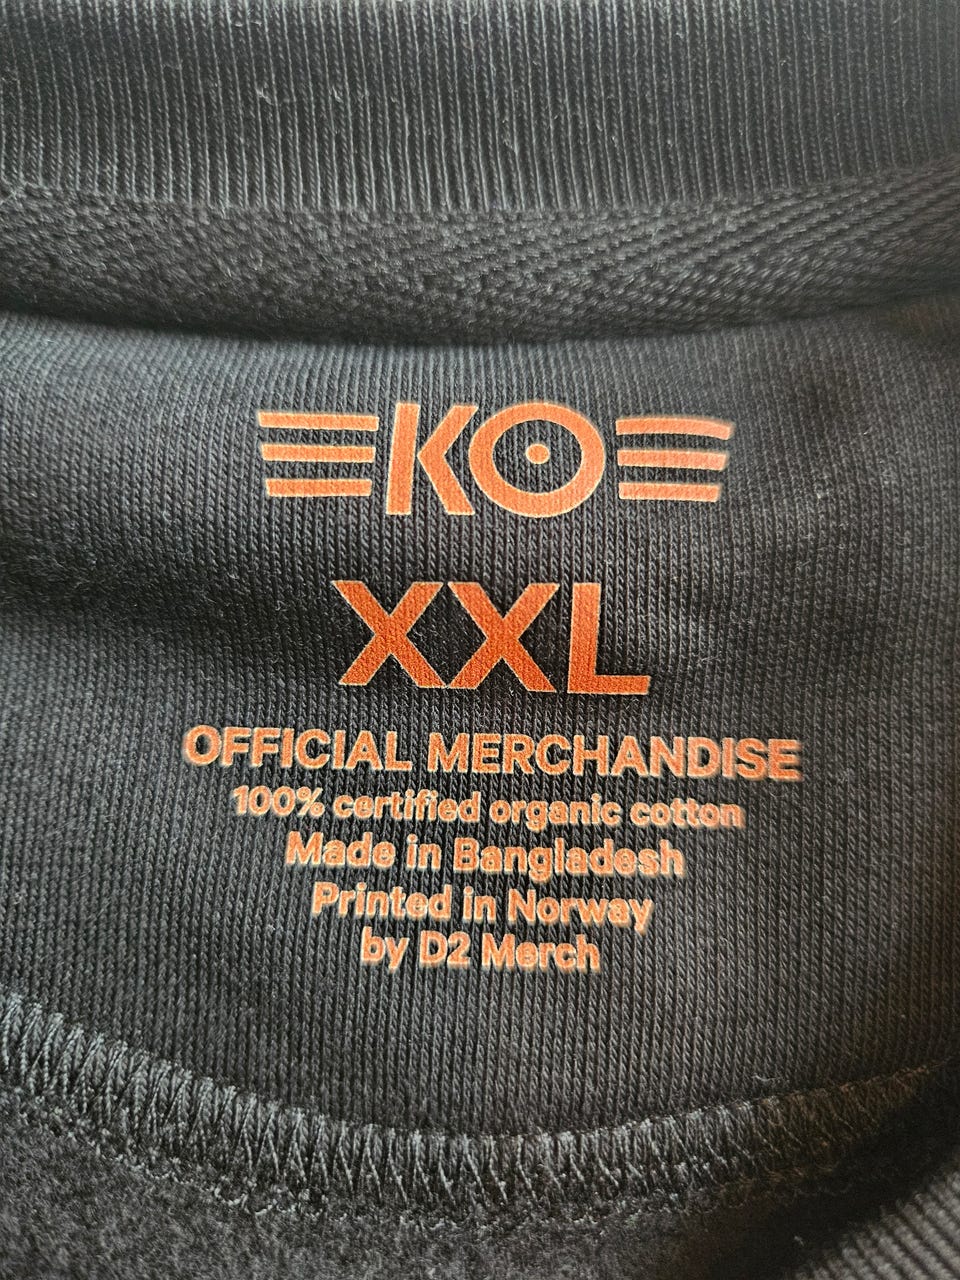 KO
XXL
OFFICIAL MERCHANDISE
100% certified organic cotton
Made in Bangladesh
Printed in Norway
by D2 Merch